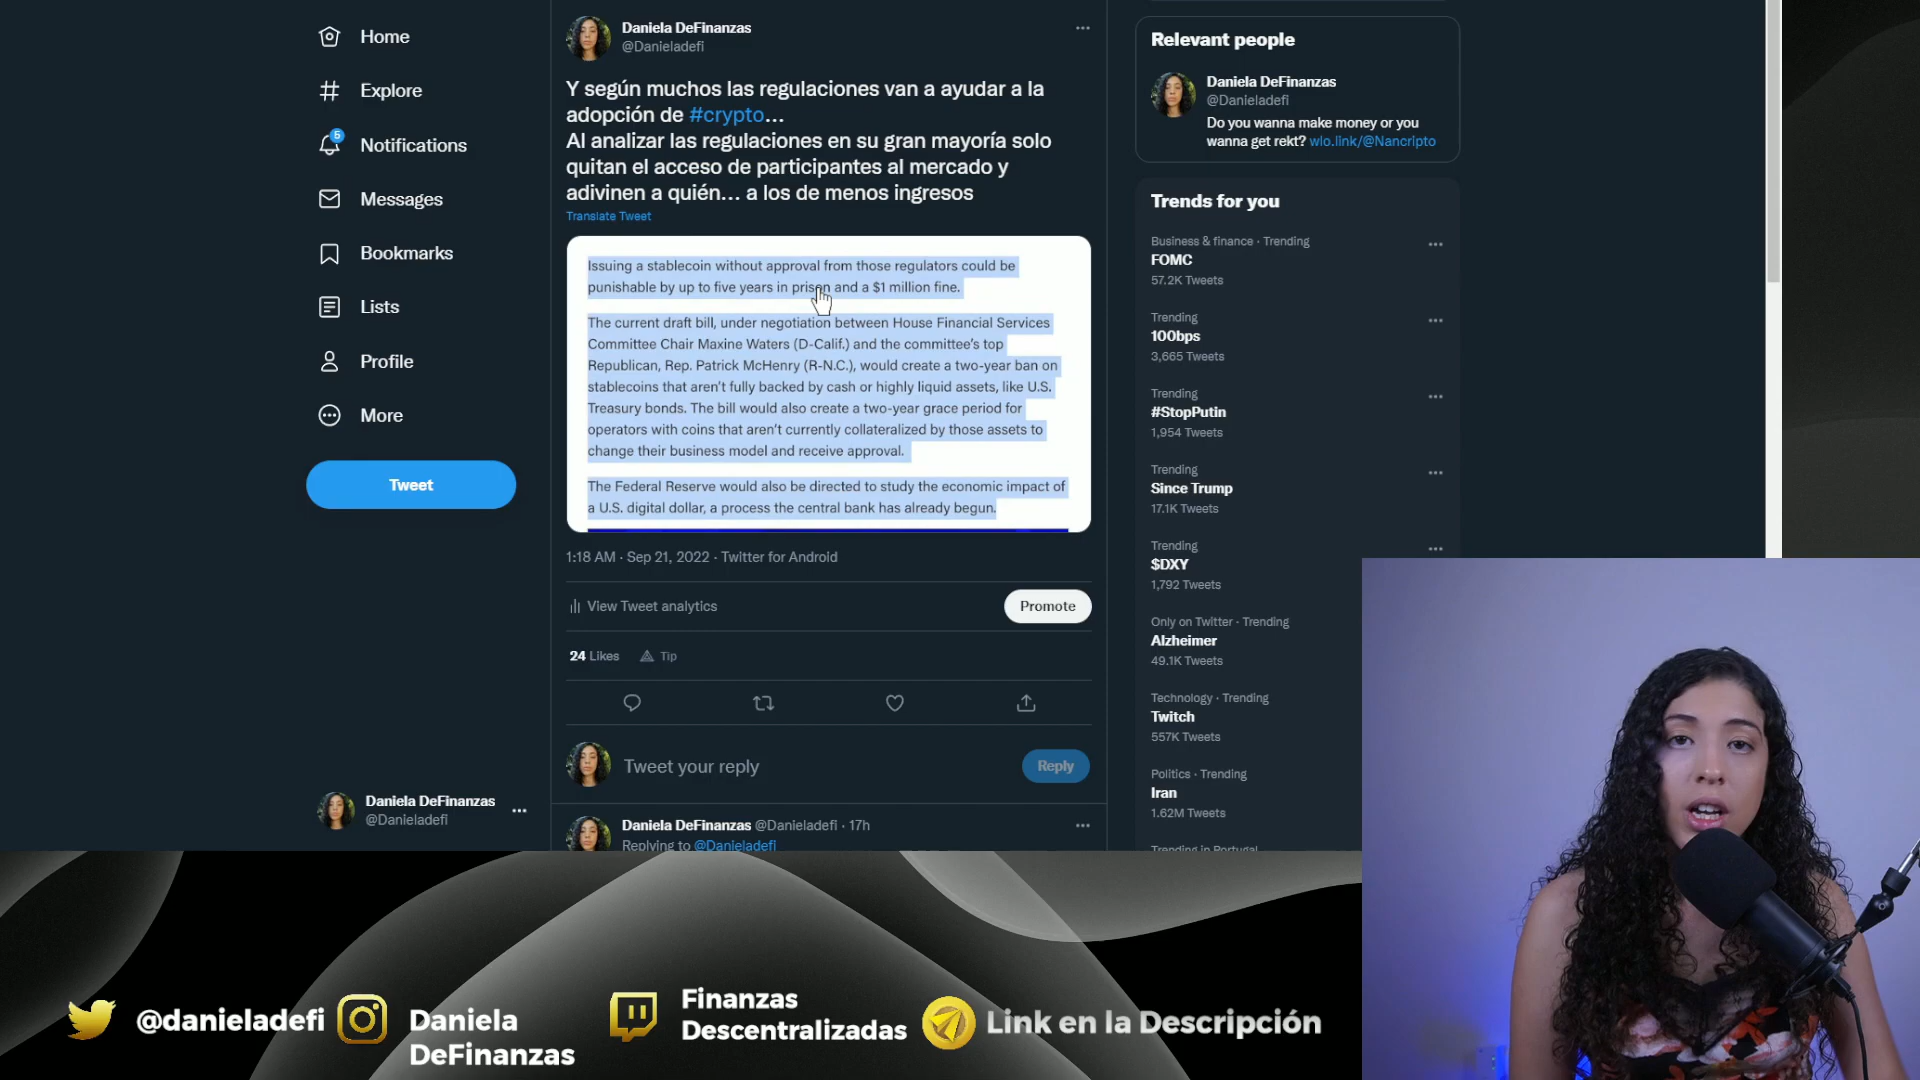 Home
Explore
5
Notifications
Messages
Bookmarks
Lists
Profile
More
Tweet
Daniela DeFinanzas
@Danieladefi
Daniela DeFinanzas
@Danieladefi
Y según muchos las regulaciones van a ayudar a la
adopción de #crypto...
Al analizar las regulaciones en su gran mayoría solo
quitan el acceso de participantes al mercado y
adivinen a quién... a los de menos ingresos
Translate Tweet
Issuing a stablecoin without approval from those regulators could be
punishable by up to five years in prison and a $1 million fine.
The current draft bill, under negotiation between House Financial Services
Committee Chair Maxine Waters (D-Calif.) and the committee's top
Republican, Rep. Patrick McHenry (R-N.C.), would create a two-year ban on
stablecoins that aren't fully backed by cash or highly liquid assets, like U.S.
Treasury bonds. The bill would also create a two-year grace period for
operators with coins that aren't currently collateralized by those assets to
change their business model and receive approval.
The Federal Reserve would also be directed to study the economic impact of
a U.S. digital dollar, a process the central bank has already begun.
1:18 AM · Sep 21, 2022 · Twitter for Android
View Tweet analytics
Promote
24 Likes
Tip
Tweet your reply
Reply
Daniela DeFinanzas @Danieladefi · 17h
Replying to @Danieladefi
Relevant people
Daniela DeFinanzas
@Danieladefi
Do you wanna make money or you
wanna get rekt? wlo.link/@Nancripto
Trends for you
Business & finance · Trending
FOMC
57.2K Tweets
Trending
100bps
3,665 Tweets
Trending
#StopPutin
1,954 Tweets
Trending
Since Trump
17.1K Tweets
Trending
$DXY
1,792 Tweets
Only on Twitter · Trending
Alzheimer
49.1K Tweets
Technology · Trending
Twitch
557K Tweets
Politics · Trending
Iran
1.62M Tweets
Trending in Portugal
@danieladefi
Daniela
DeFinanzas
Finanzas
Descentralizadas
Link en la Descripción